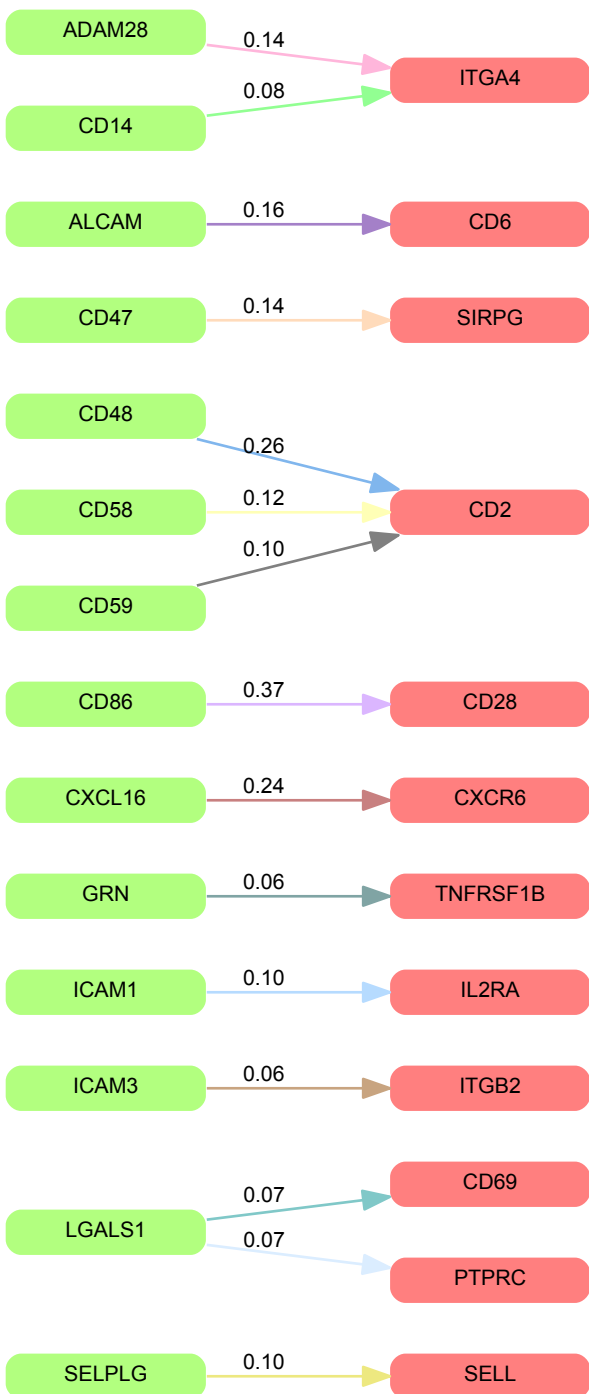 ADAM28
0.14
ITGA4
0.08
CD14
ALCAM
0.16
CD6
CD47
0.14
SIRPG
CD48
0.26
CD58
0.12
CD2
0.10
CD59
CD86
0.37
CD28
CXCL16
0.24
CXCR6
GRN
0.06
TNFRSF1B
ICAM1
0.10
IL2RA
ICAM3
0.06
ITGB2
CD69
0.07
LGALS1
0.07
PTPRC
SELPLG
0.10
SELL